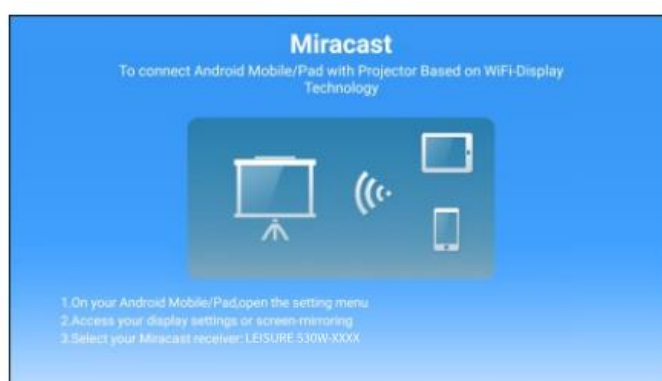 Miracast
To connect Android Mobile/Pad with Projector Based on WiFi-Display
Technology
1.On your Android Mobile/Pad,open the setting menu
2.Access your display settings or screen-mirroring
3.Select your Miracast receiver: LEISURE 530W-XXXX